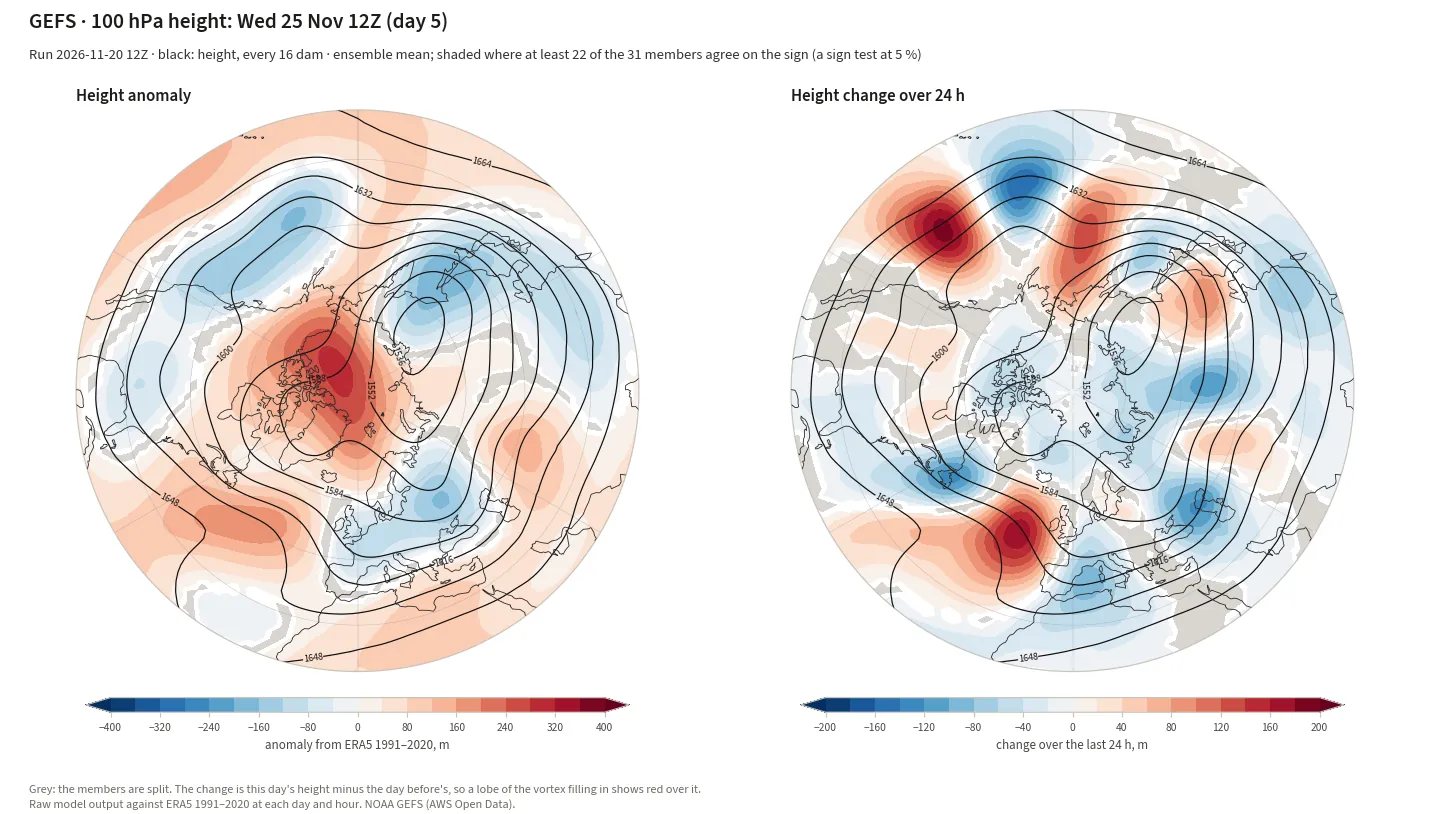 GEFS · 100 hPa height: Wed 25 Nov 12Z (day 5)
Run 2026-11-20 12Z · black: height, every 16 dam · ensemble mean; shaded where at least 22 of the 31 members agree on the sign (a sign test at 5 %)
Height anomaly
Height change over 24 h
1664
1632
1600
1536
1552
1584
1648
1616
1648
1664
1632
1600
1536
1552
1584
1648
1616
1648
−400 −320 −240 −160 −80 0 80 160 240 320 400
anomaly from ERA5 1991–2020, m
−200 −160 −120 −80 −40 0 40 80 120 160 200
change over the last 24 h, m
Grey: the members are split. The change is this day's height minus the day before's, so a lobe of the vortex filling in shows red over it.
Raw model output against ERA5 1991–2020 at each day and hour. NOAA GEFS (AWS Open Data).